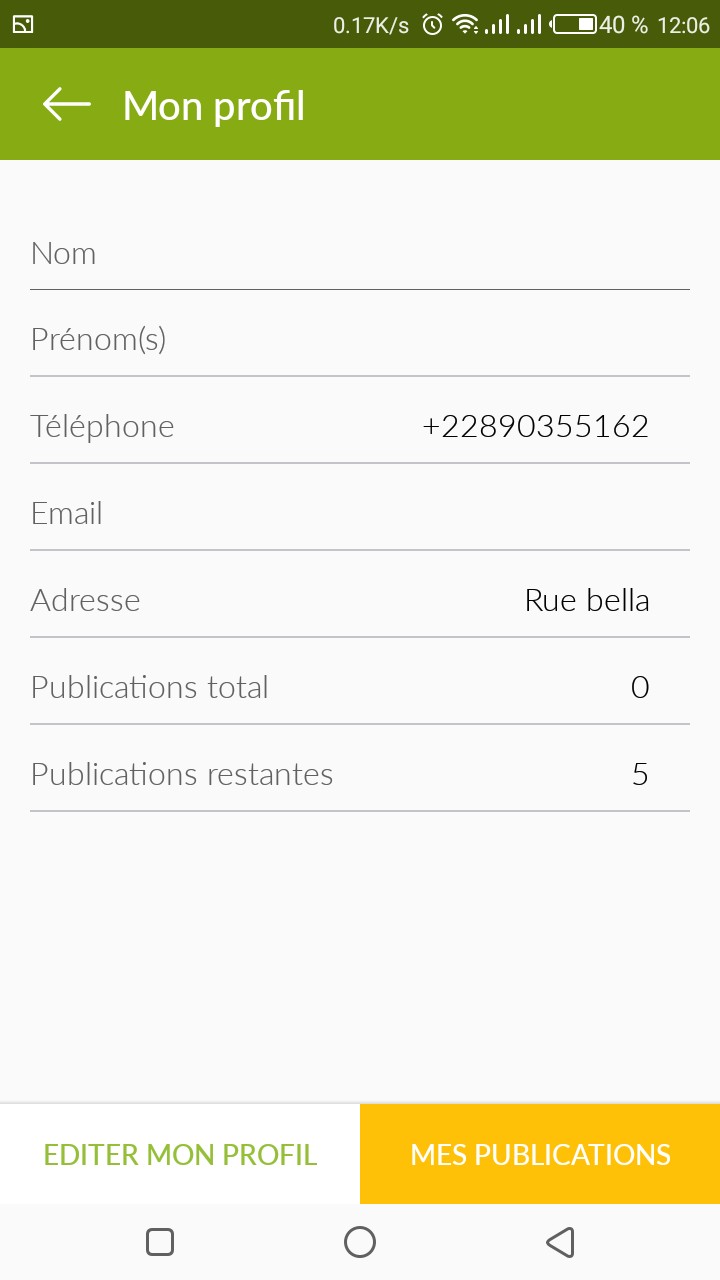 0.17K/s 40 % 12:06
Mon profil
Nom
Prénom(s)
Téléphone +22890355162
Email
Adresse Rue bella
Publications total 0
Publications restantes 5
EDITER MON PROFIL MES PUBLICATIONS